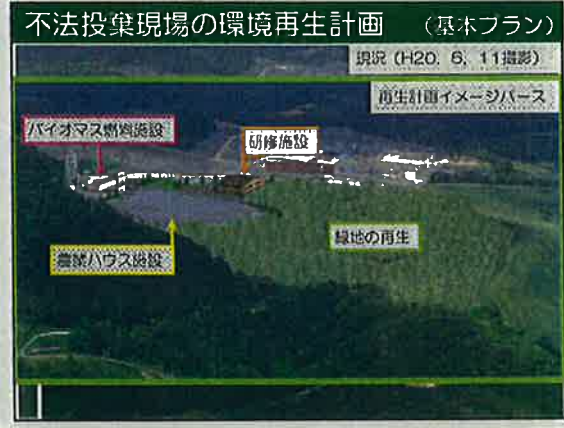 不法投棄現場の環境再生計画 (基本プラン)
現況 (H20. 6. 11撮影)
再生計画イメージパース
バイオマス燃料施設
研修施設
緑地の再生
農業ハウス施設